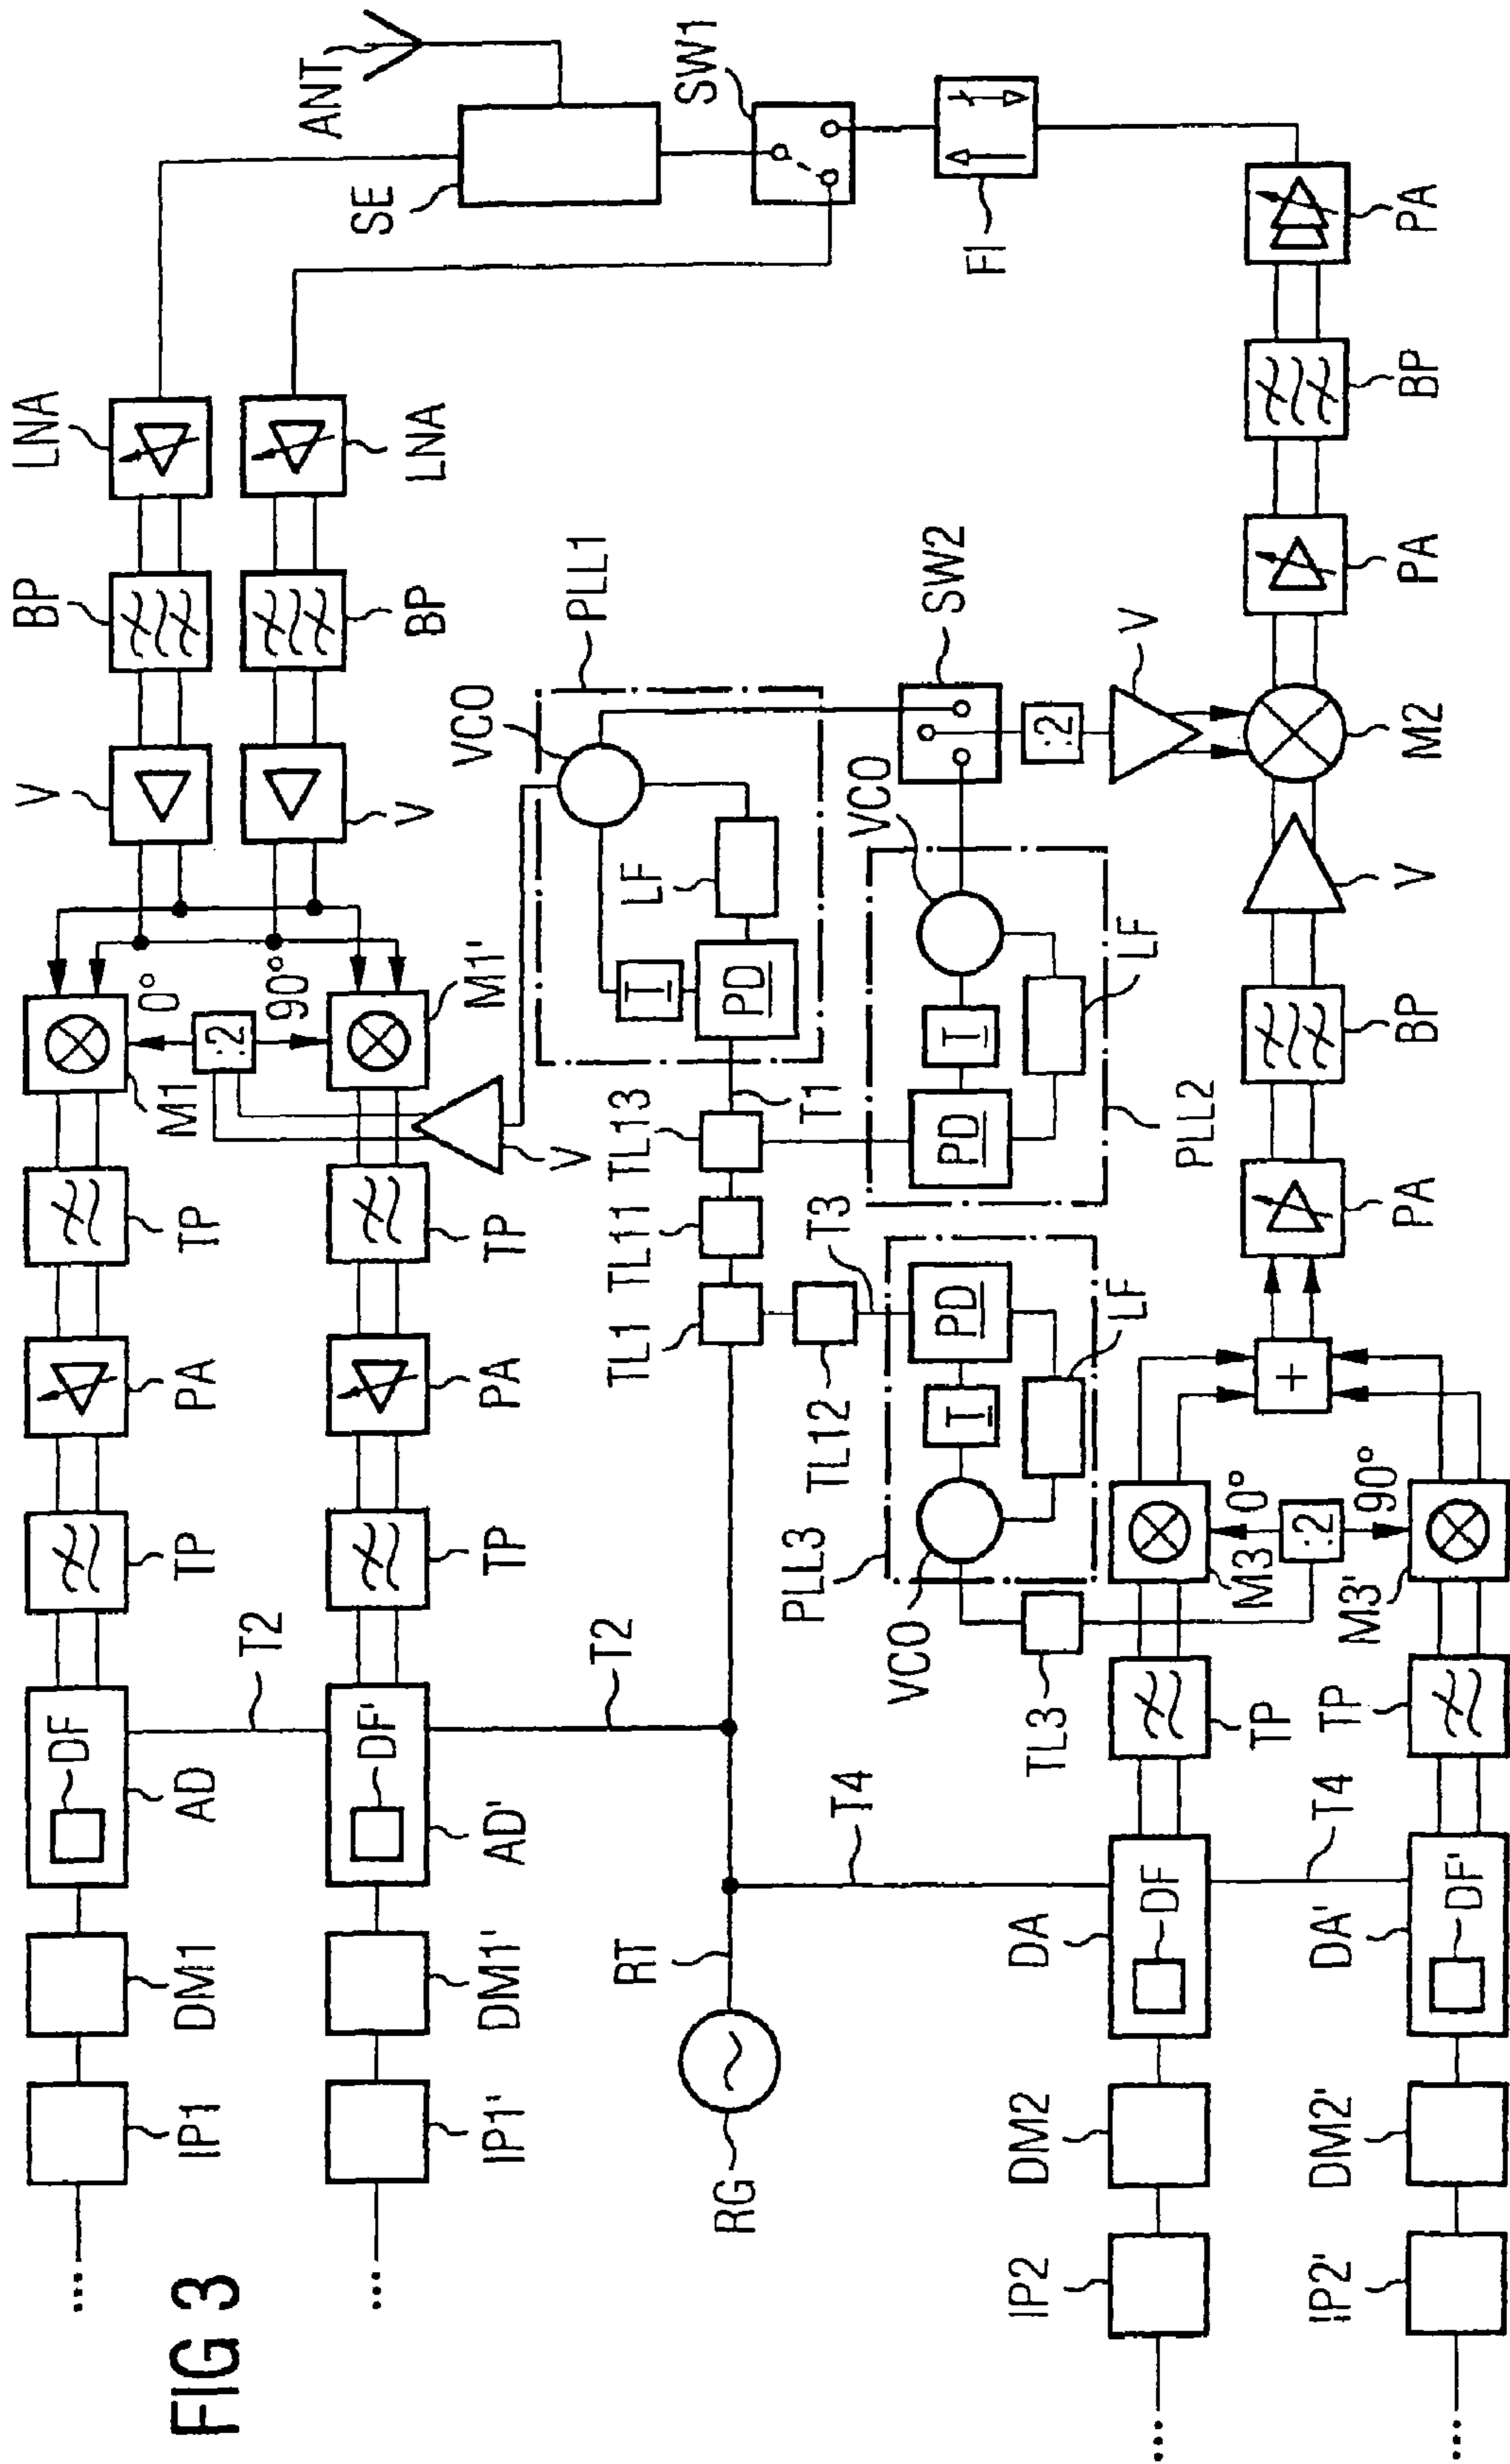 FIG 3
IP1
DM1
AD
DF
T2
TP
PA
TP
M1
0°
:2
90°
M1'
V
BP
LNA
IP1'
DM1'
AD'
DF'
T2
TP
PA
TP
V
V
BP
LNA
ANT
SE
SW1
FI
RG
RT
T4
TL1
TL11
TL13
T1
PLL1
VCO
LF
T
PD
TL12
T3
PLL3
VCO
T
PD
LF
TL3
PLL2
PD
T
VCO
LF
SW2
:2
V
IP2
DM2
DA
DF
TP
M3
0°
:2
90°
M3'
T4
IP2'
DM2'
DA'
DF'
TP
+
PA
BP
V
M2
PA
BP
PA